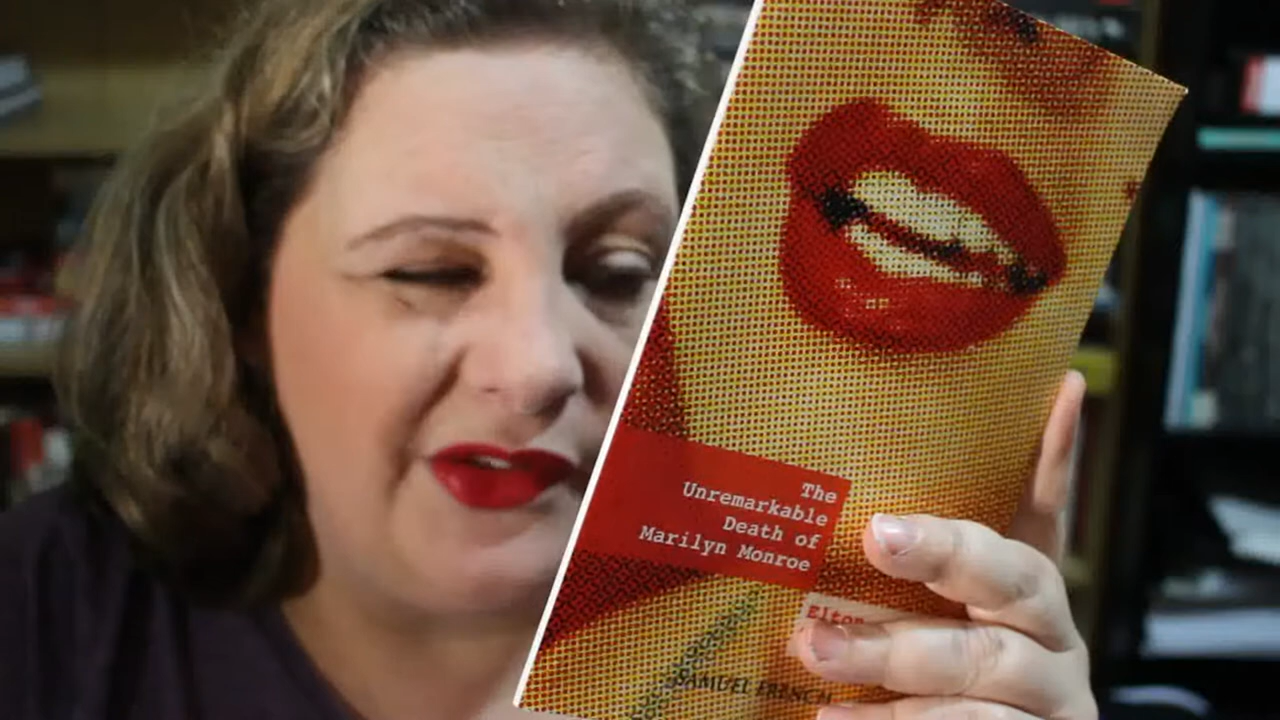 The
Unremarkable
Death of
Marilyn Monroe
Elton
SAMUEL FRENCH